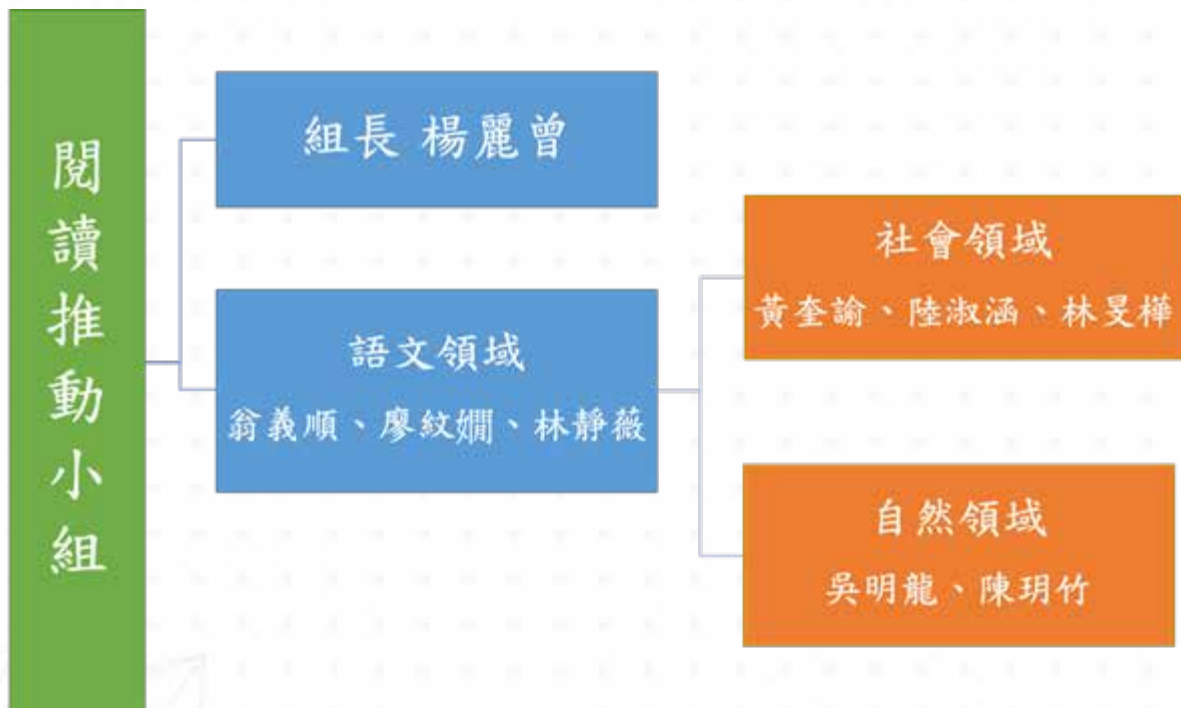 閱讀推動小組
組長 楊麗曾
語文領域
翁義順、廖紋嫺、林靜薇
社會領域
黃奎諭、陸淑涵、林旻樺
自然領域
吳明龍、陳玥竹